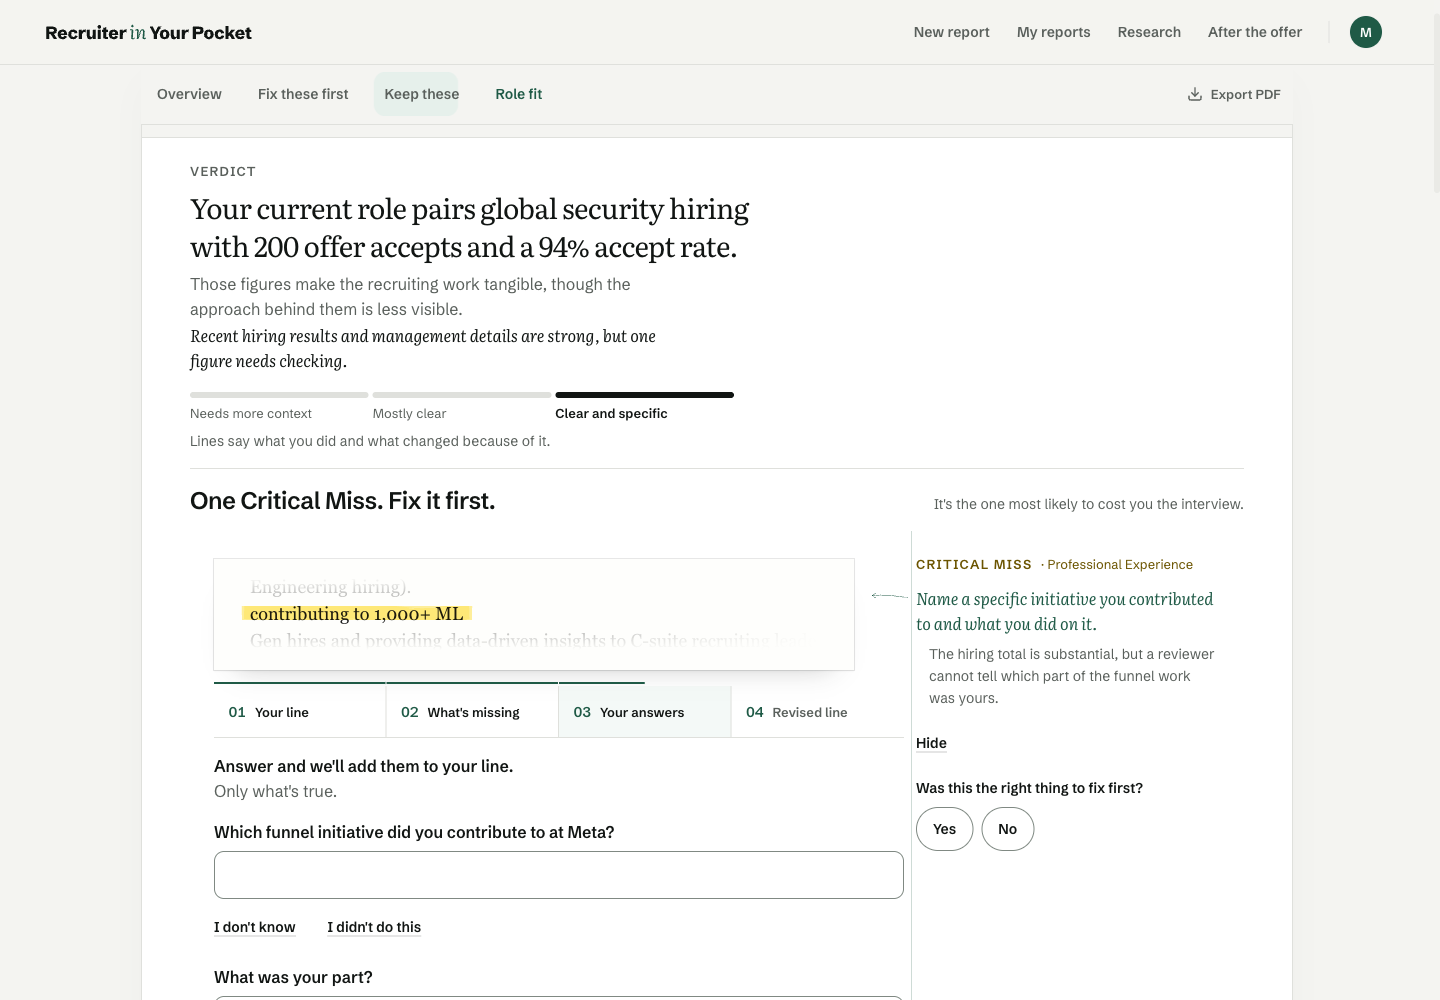 Recruiter in Your Pocket
New report
My reports
Research
After the offer
M
Overview
Fix these first
Keep these
Role fit
Export PDF
VERDICT
Your current role pairs global security hiring
with 200 offer accepts and a 94% accept rate.
Those figures make the recruiting work tangible, though the
approach behind them is less visible.
Recent hiring results and management details are strong, but one
figure needs checking.
Needs more context
Mostly clear
Clear and specific
Lines say what you did and what changed because of it.
One Critical Miss. Fix it first.
It's the one most likely to cost you the interview.
Engineering hiring).
contributing to 1,000+ ML
Gen hires and providing data-driven insights to C-suite recruiting
CRITICAL MISS · Professional Experience
Name a specific initiative you contributed
to and what you did on it.
The hiring total is substantial, but a reviewer
cannot tell which part of the funnel work
was yours.
Hide
Was this the right thing to fix first?
Yes
No
01 Your line
02 What's missing
03 Your answers
04 Revised line
Answer and we'll add them to your line.
Only what's true.
Which funnel initiative did you contribute to at Meta?
I don't know
I didn't do this
What was your part?